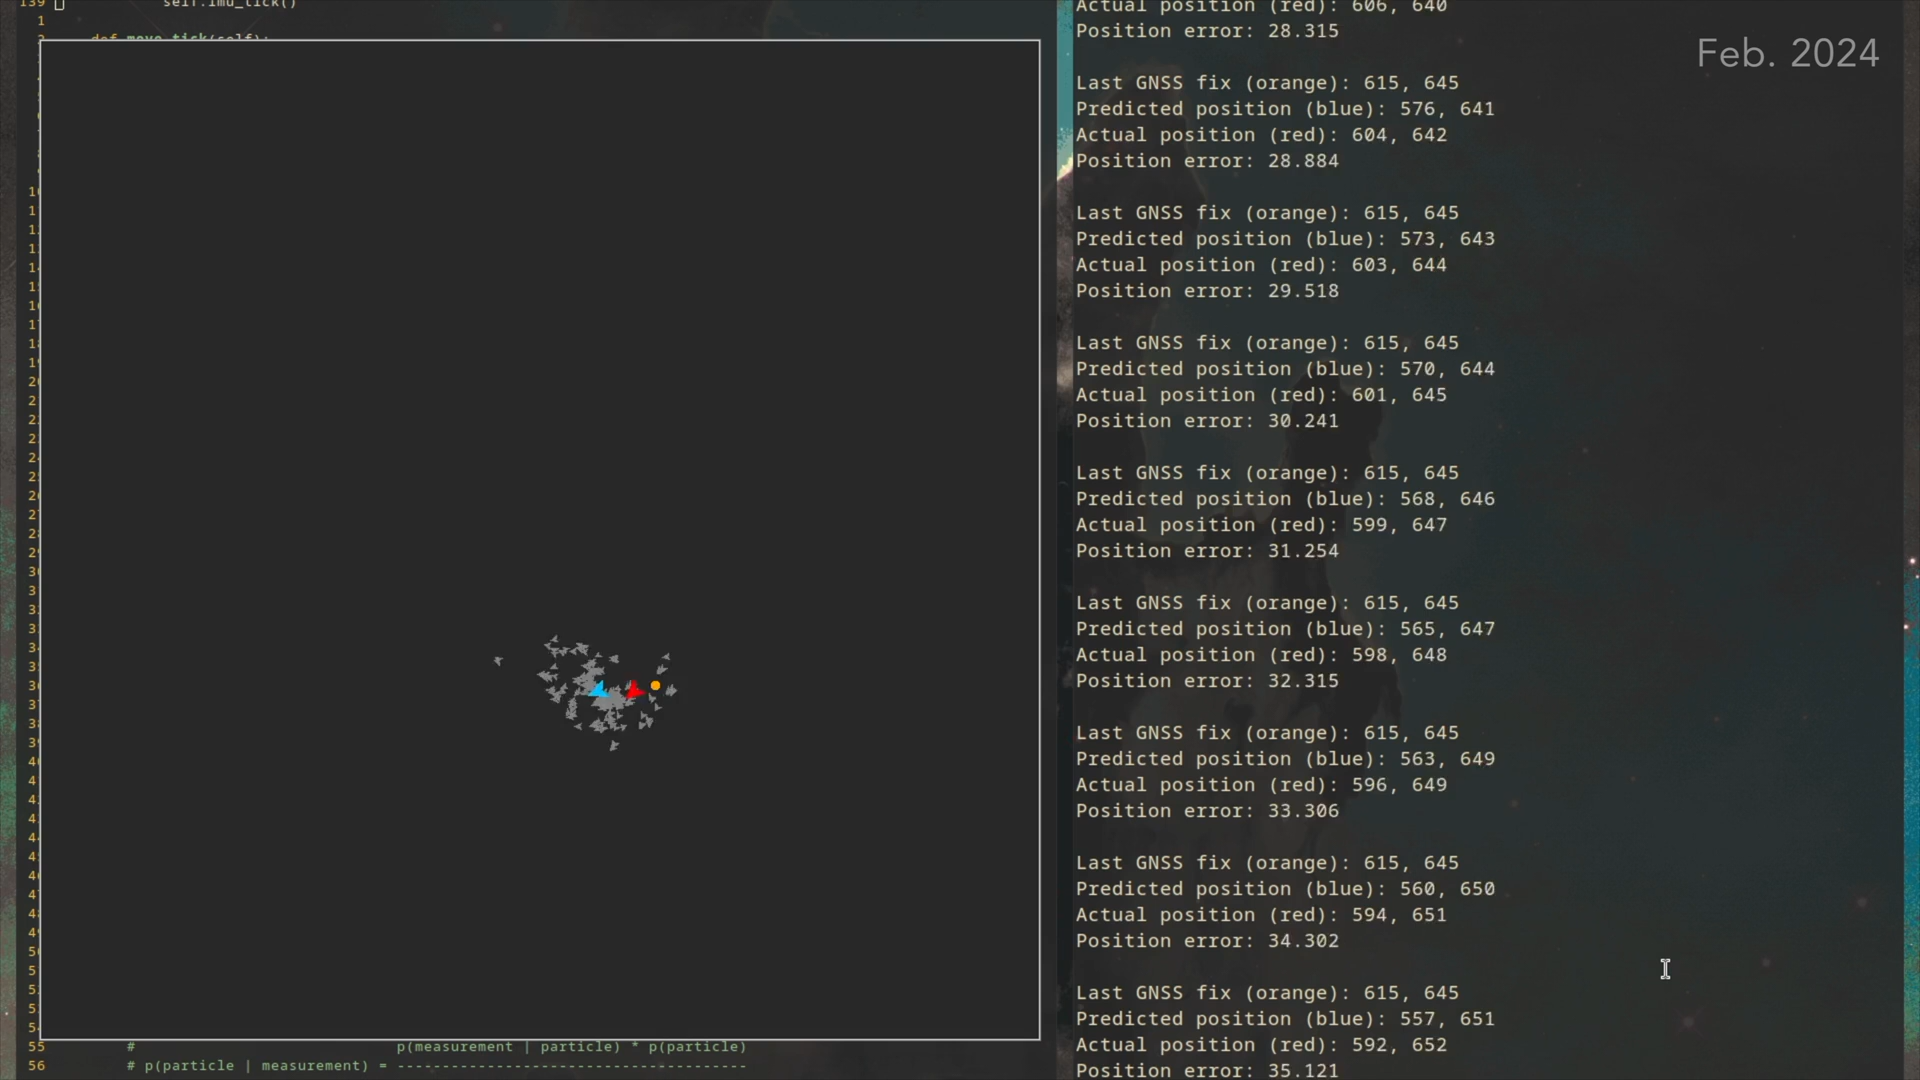 139 self.imu_tick()
1
2 def move_tick(self):
10
55 # p(measurement | particle) * p(particle)
56 # p(particle | measurement) = ---------------------------------------
Actual position (red): 606, 640
Position error: 28.315
Last GNSS fix (orange): 615, 645
Predicted position (blue): 576, 641
Actual position (red): 604, 642
Position error: 28.884
Last GNSS fix (orange): 615, 645
Predicted position (blue): 573, 643
Actual position (red): 603, 644
Position error: 29.518
Last GNSS fix (orange): 615, 645
Predicted position (blue): 570, 644
Actual position (red): 601, 645
Position error: 30.241
Last GNSS fix (orange): 615, 645
Predicted position (blue): 568, 646
Actual position (red): 599, 647
Position error: 31.254
Last GNSS fix (orange): 615, 645
Predicted position (blue): 565, 647
Actual position (red): 598, 648
Position error: 32.315
Last GNSS fix (orange): 615, 645
Predicted position (blue): 563, 649
Actual position (red): 596, 649
Position error: 33.306
Last GNSS fix (orange): 615, 645
Predicted position (blue): 560, 650
Actual position (red): 594, 651
Position error: 34.302
Last GNSS fix (orange): 615, 645
Predicted position (blue): 557, 651
Actual position (red): 592, 652
Position error: 35.121
Feb. 2024